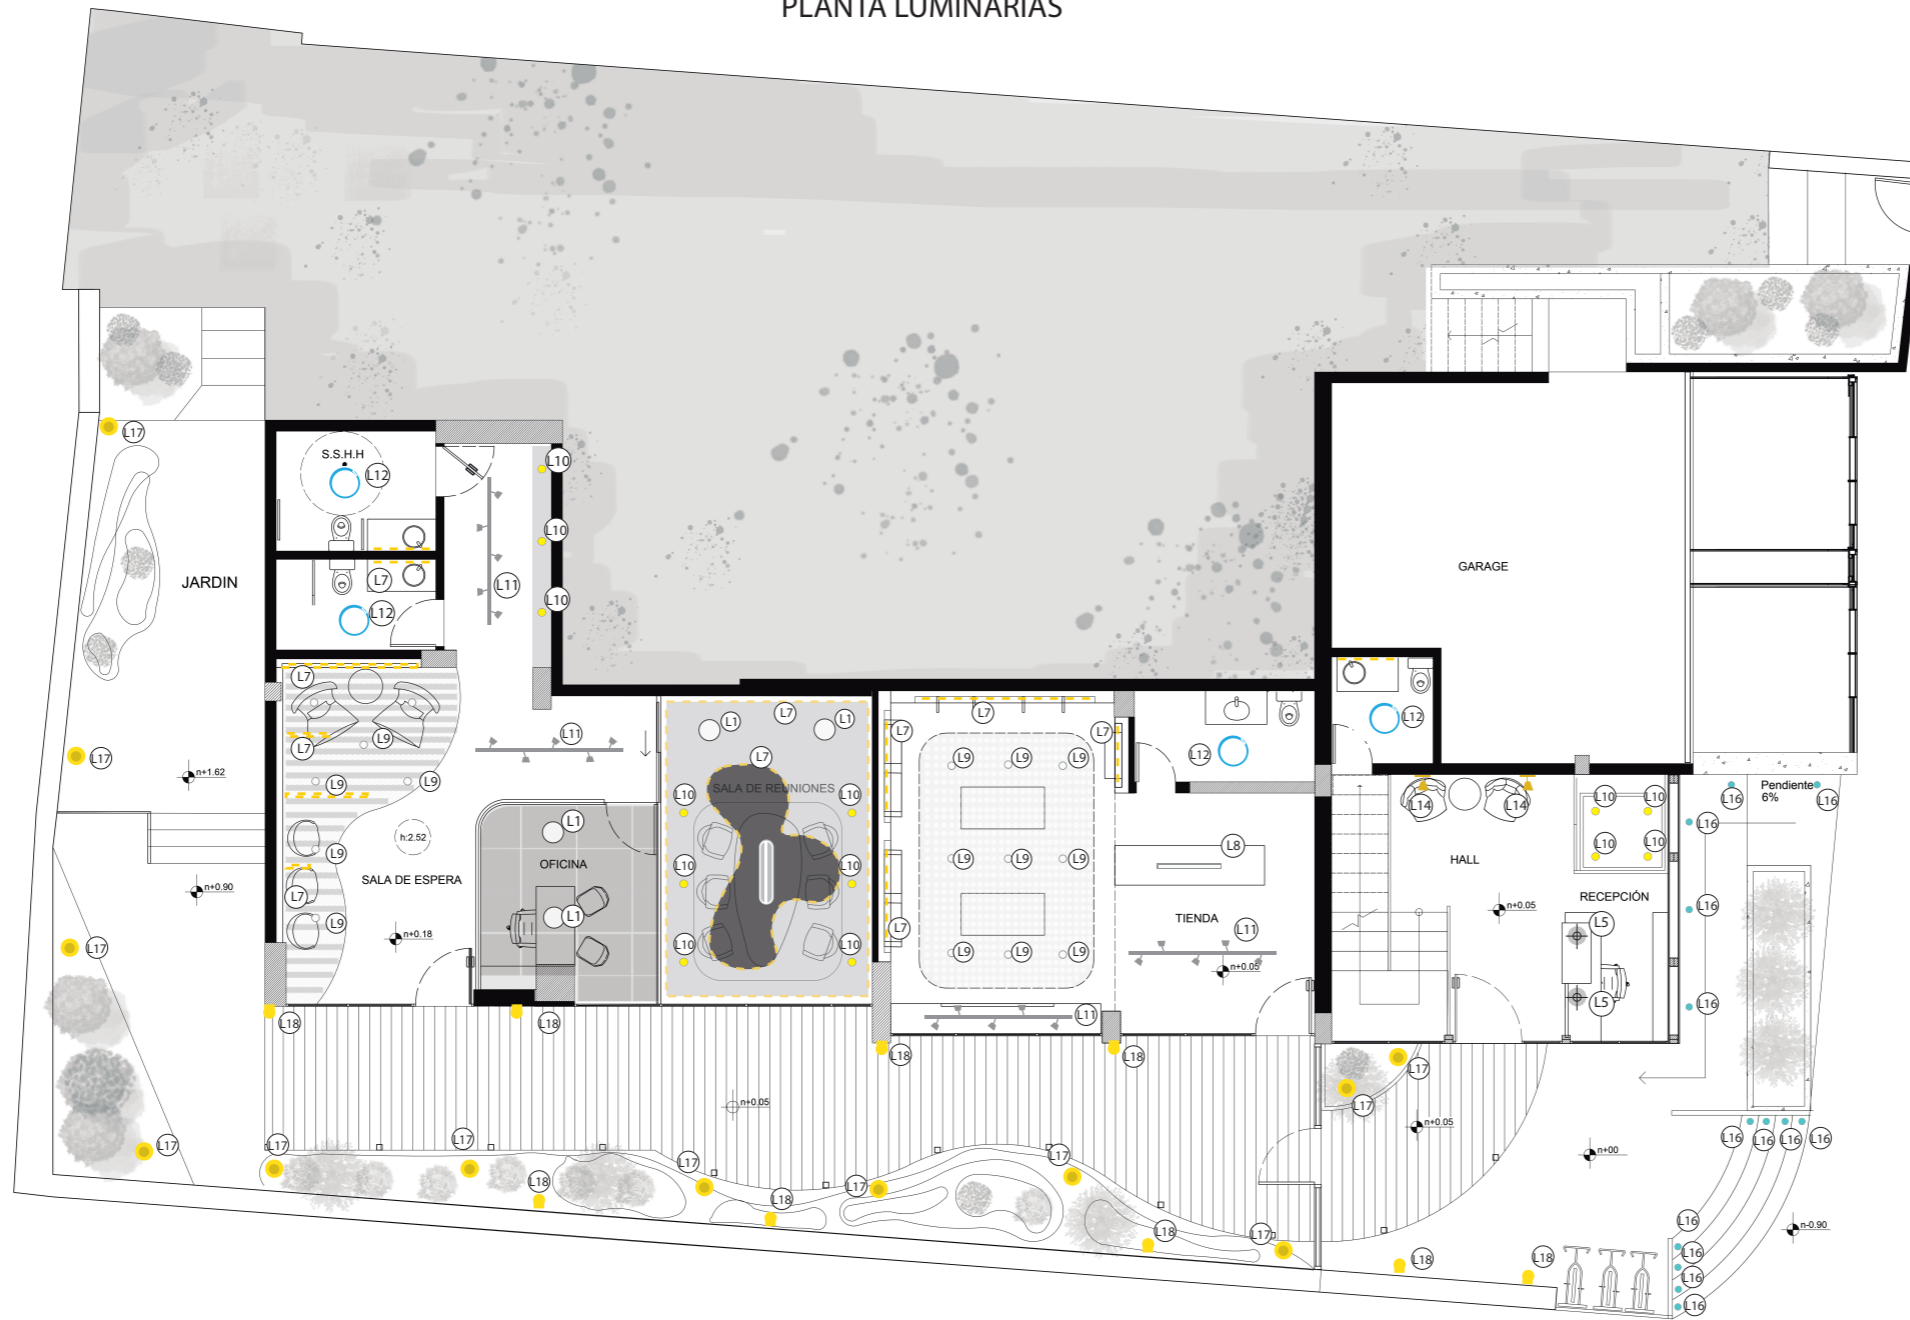 PLANTA LUMINARIAS
L17
S.S.H.H
L12
L10
L10
JARDIN
L7
L11
L12
L10
GARAGE
L7
L7
L9
L11
L1
L7
L1
L7
L7
L7
L12
L12
L17
n+1.62
L9
L9
L7
SALA DE REUNIONES
L9
L9
L9
Pendiente
6%
L16
L16
L14
L14
L10
L10
L10
L10
L1
L16
h:2.52
L9
OFICINA
L10
L10
L9
L9
L9
L8
L10
L10
HALL
n+0.90
L7
SALA DE ESPERA
RECEPCIÓN
n+0.05
L16
L9
L1
TIENDA
L5
n+0.18
L7
L11
L17
L10
L10
L9
L9
L9
n+0.05
L5
L16
L18
L18
L11
L18
L18
L17
n+0.05
L17
n+0.05
L17
L17
L17
L17
L17
L16
L16
L16
L16
n+00
L18
L18
L17
L18
L17
L16
n-0.90
L18
L18
L16
L16
L16